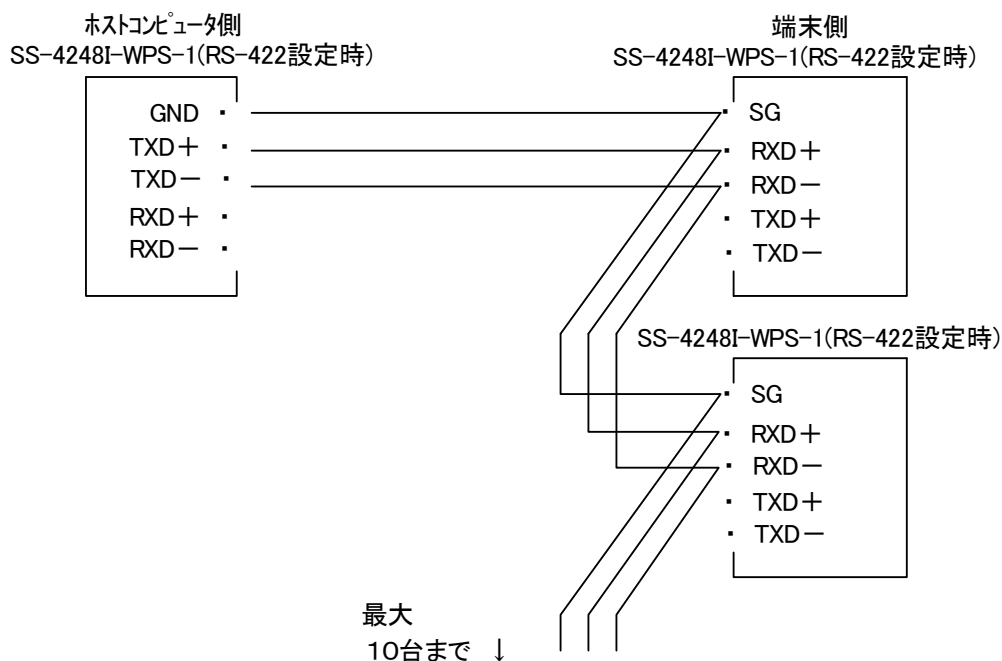 ﾎｽﾄｺﾝﾋﾟｭｰﾀ側
SS-4248I-WPS-1(RS-422設定時)
GND
TXD＋
TXD－
RXD＋
RXD－
端末側
SS-4248I-WPS-1(RS-422設定時)
SG
RXD＋
RXD－
TXD＋
TXD－
SS-4248I-WPS-1(RS-422設定時)
SG
RXD＋
RXD－
TXD＋
TXD－
最大
１０台まで ↓